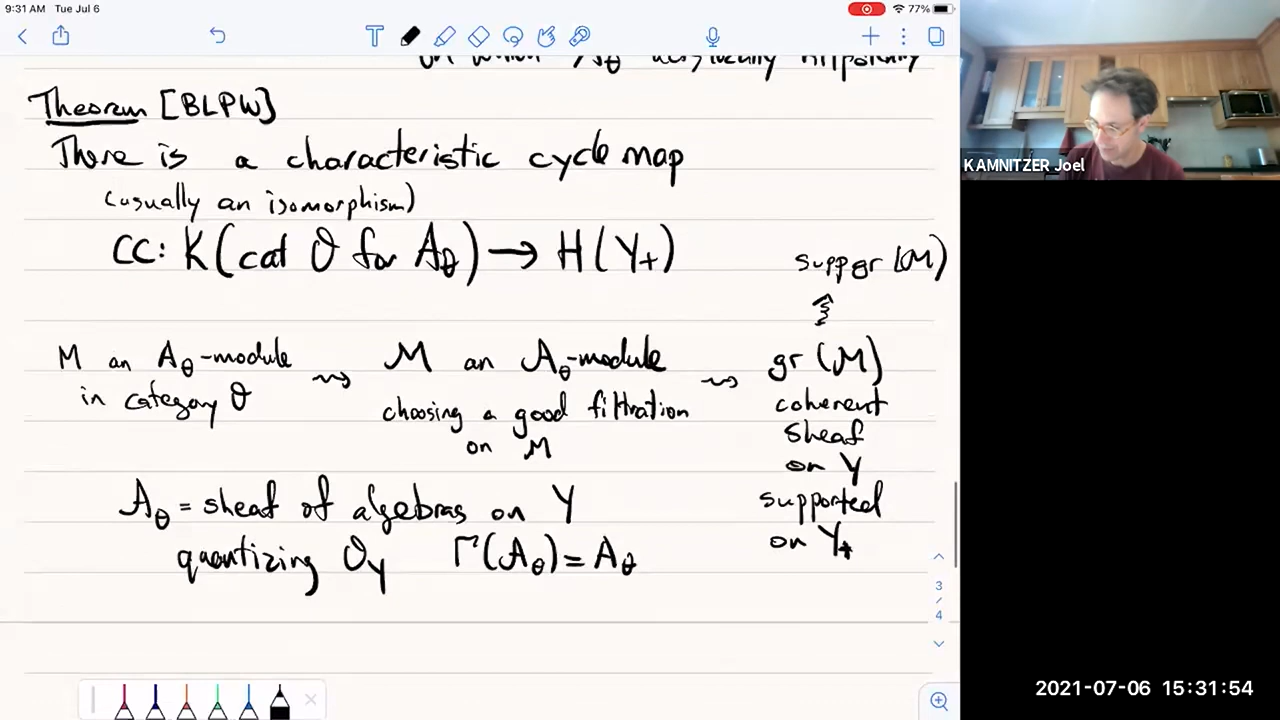 9:31 AM Tue Jul 6
77%
Theorem [BLPW]
There is a characteristic cycle map
(usually an isomorphism)
CC: K(cat O for A_θ) → H(Y_+)
supp gr(M)
M an A_θ-module
in category O
M an A_θ-module
choosing a good filtration
on M
gr(M)
coherent
sheaf
on Y
supported
on Y_+
A_θ = sheaf of algebras on Y
quantizing O_Y Γ(A_θ) = A_θ
3
/
4
KAMNITZER Joel
2021-07-06 15:31:54